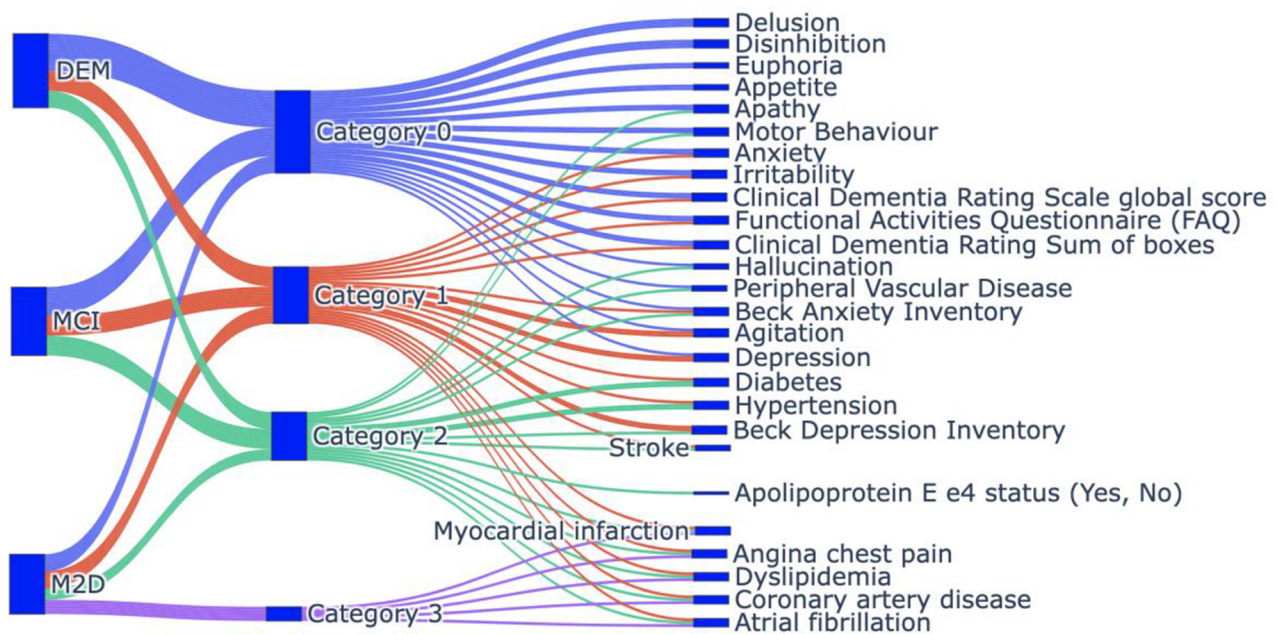 DEM
MCI
M2D
Category 0
Category 1
Category 2
Category 3
Delusion
Disinhibition
Euphoria
Appetite
Apathy
Motor Behaviour
Anxiety
Irritability
Clinical Dementia Rating Scale global score
Functional Activities Questionnaire (FAQ)
Clinical Dementia Rating Sum of boxes
Hallucination
Peripheral Vascular Disease
Beck Anxiety Inventory
Agitation
Depression
Diabetes
Hypertension
Beck Depression Inventory
Stroke
Apolipoprotein E e4 status (Yes, No)
Myocardial infarction
Angina chest pain
Dyslipidemia
Coronary artery disease
Atrial fibrillation